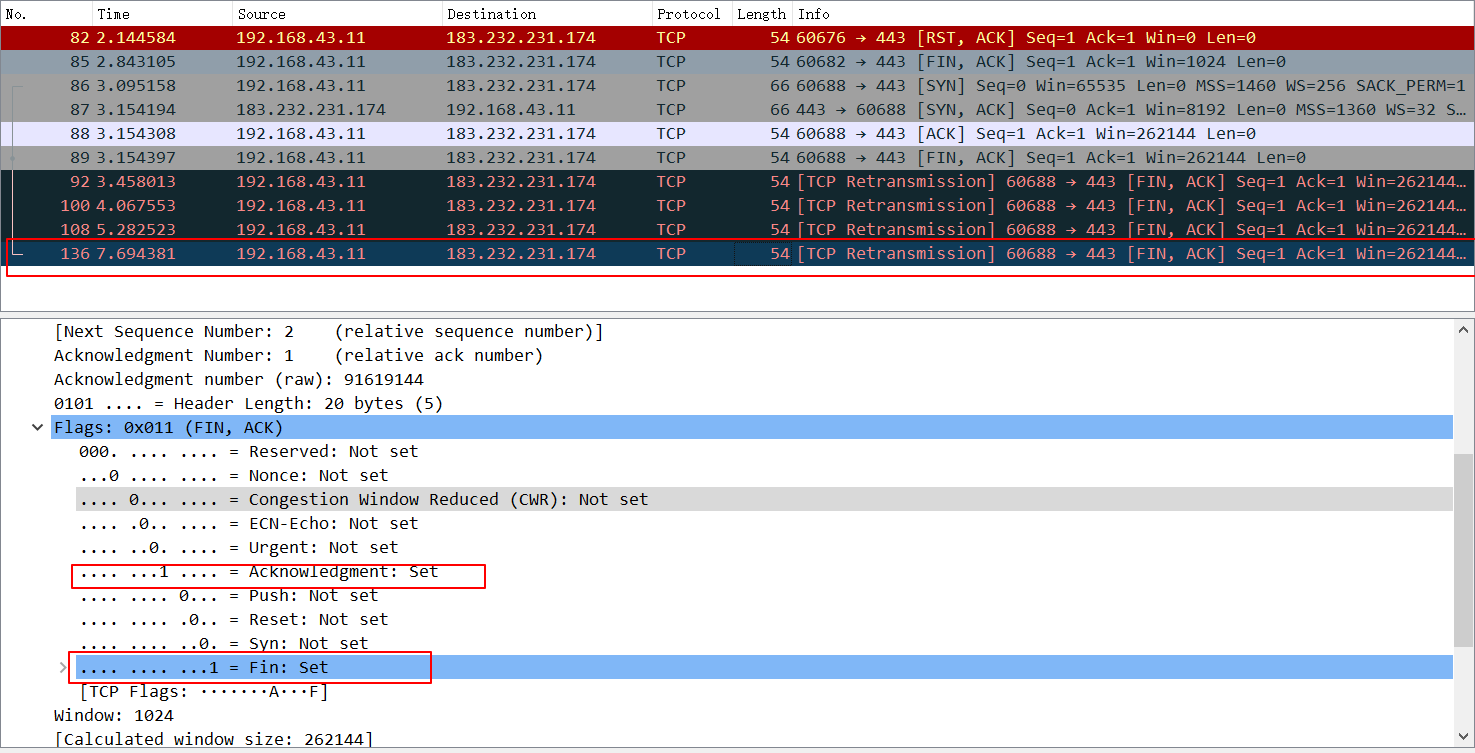 No. Time Source Destination Protocol Length Info
82 2.144584 192.168.43.11 183.232.231.174 TCP 54 60676 → 443 [RST, ACK] Seq=1 Ack=1 Win=0 Len=0
85 2.843105 192.168.43.11 183.232.231.174 TCP 54 60682 → 443 [FIN, ACK] Seq=1 Ack=1 Win=1024 Len=0
86 3.095158 192.168.43.11 183.232.231.174 TCP 66 60688 → 443 [SYN] Seq=0 Win=65535 Len=0 MSS=1460 WS=256 SACK_PERM=1
87 3.154194 183.232.231.174 192.168.43.11 TCP 66 443 → 60688 [SYN, ACK] Seq=0 Ack=1 Win=8192 Len=0 MSS=1360 WS=32 S…
88 3.154308 192.168.43.11 183.232.231.174 TCP 54 60688 → 443 [ACK] Seq=1 Ack=1 Win=262144 Len=0
89 3.154397 192.168.43.11 183.232.231.174 TCP 54 60688 → 443 [FIN, ACK] Seq=1 Ack=1 Win=262144 Len=0
92 3.458013 192.168.43.11 183.232.231.174 TCP 54 [TCP Retransmission] 60688 → 443 [FIN, ACK] Seq=1 Ack=1 Win=262144…
100 4.067553 192.168.43.11 183.232.231.174 TCP 54 [TCP Retransmission] 60688 → 443 [FIN, ACK] Seq=1 Ack=1 Win=262144…
108 5.282523 192.168.43.11 183.232.231.174 TCP 54 [TCP Retransmission] 60688 → 443 [FIN, ACK] Seq=1 Ack=1 Win=262144…
136 7.694381 192.168.43.11 183.232.231.174 TCP 54 [TCP Retransmission] 60688 → 443 [FIN, ACK] Seq=1 Ack=1 Win=262144…
[Next Sequence Number: 2    (relative sequence number)]
Acknowledgment Number: 1    (relative ack number)
Acknowledgment number (raw): 91619144
0101 .... = Header Length: 20 bytes (5)
Flags: 0x011 (FIN, ACK)
000. .... .... = Reserved: Not set
...0 .... .... = Nonce: Not set
.... 0... .... = Congestion Window Reduced (CWR): Not set
.... .0.. .... = ECN-Echo: Not set
.... ..0. .... = Urgent: Not set
.... ...1 .... = Acknowledgment: Set
.... .... 0... = Push: Not set
.... .... .0.. = Reset: Not set
.... .... ..0. = Syn: Not set
.... .... ...1 = Fin: Set
[TCP Flags: ·······A···F]
Window: 1024
[Calculated window size: 262144]